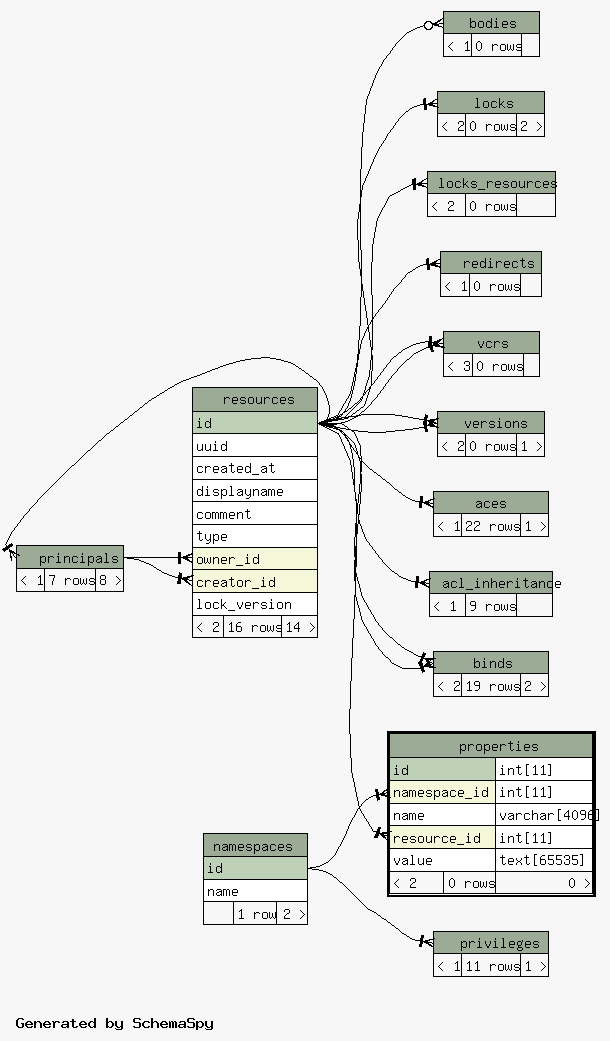 bodies
< 1 0 rows
locks
< 2 0 rows 2 >
locks_resources
< 2 0 rows
redirects
< 1 0 rows
vcrs
< 3 0 rows
resources
id
uuid
created_at
displayname
comment
type
owner_id
creator_id
lock_version
< 2 16 rows 14 >
versions
< 2 0 rows 1 >
aces
< 1 22 rows 1 >
principals
< 1 7 rows 8 >
acl_inheritance
< 1 9 rows
binds
< 2 19 rows 2 >
properties
id int[11]
namespace_id int[11]
name varchar[4096]
resource_id int[11]
value text[65535]
< 2 0 rows 0 >
namespaces
id
name
1 row 2 >
privileges
< 1 11 rows 1 >
Generated by SchemaSpy